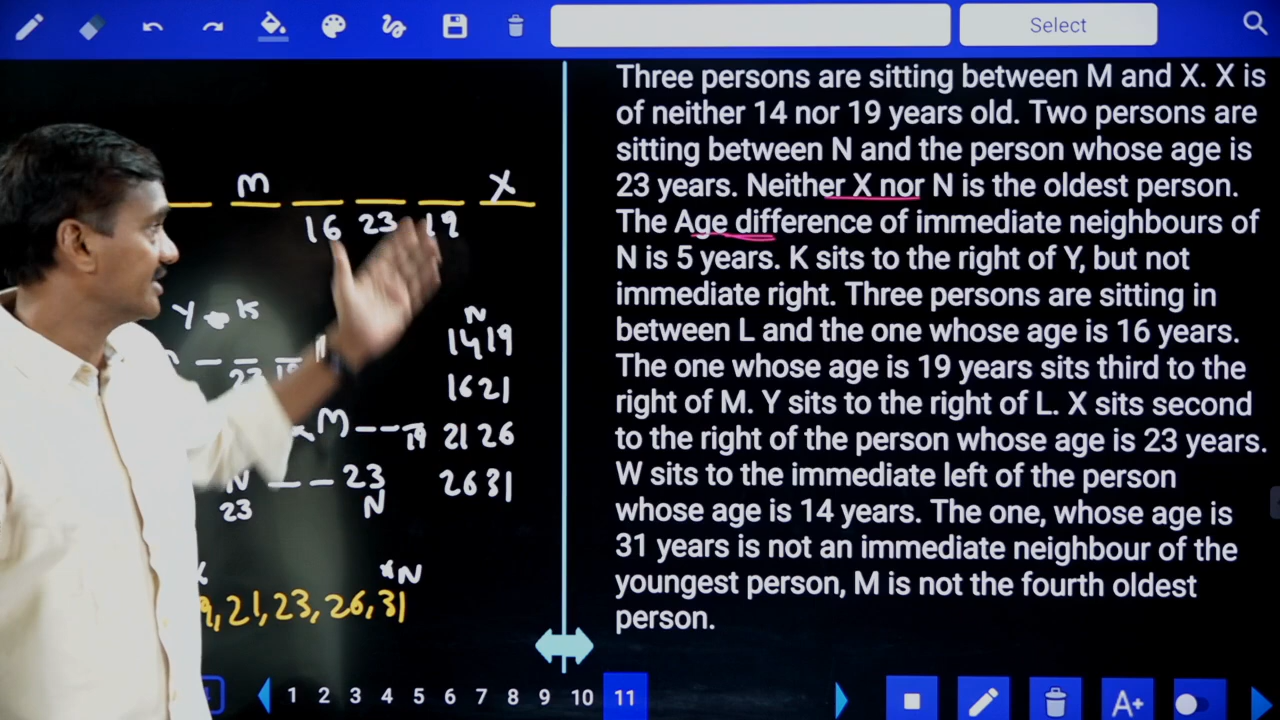 Select
Three persons are sitting between M and X. X is
of neither 14 nor 19 years old. Two persons are
sitting between N and the person whose age is
23 years. Neither X nor N is the oldest person.
The Age difference of immediate neighbours of
N is 5 years. K sits to the right of Y, but not
immediate right. Three persons are sitting in
between L and the one whose age is 16 years.
The one whose age is 19 years sits third to the
right of M. Y sits to the right of L. X sits second
to the right of the person whose age is 23 years.
W sits to the immediate left of the person
whose age is 14 years. The one, whose age is
31 years is not an immediate neighbour of the
youngest person, M is not the fourth oldest
person.
M X
16 23 19
Y K
N
14 19
16 21
M 19 21 26
N 23 26 31
23 N
N
21, 23, 26, 31
1 2 3 4 5 6 7 8 9 10 11
A+